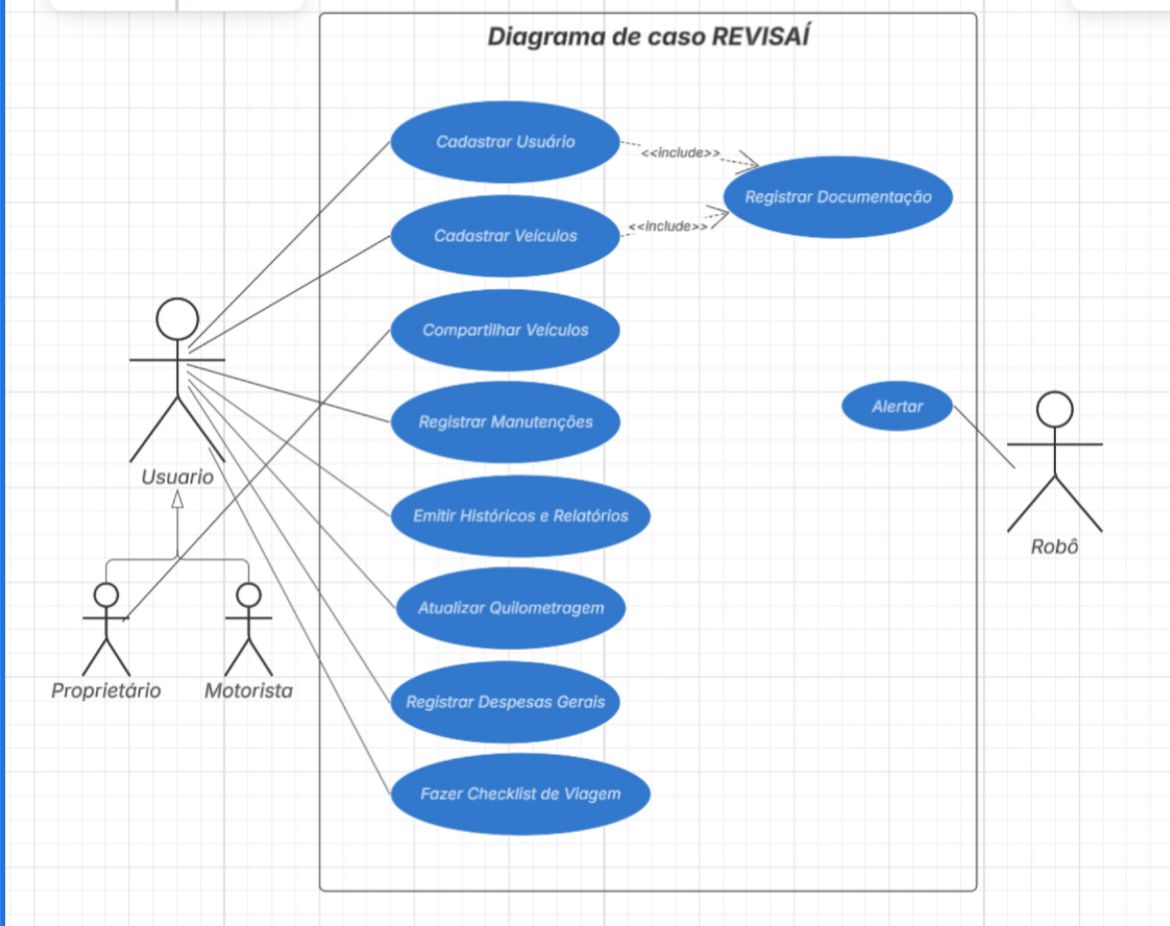 Diagrama de caso REVISAÍ
Cadastrar Usuário
<<include>>
Registrar Documentação
Cadastrar Veículos
<<include>>
Compartilhar Veículos
Alertar
Registrar Manutenções
Usuario
Emitir Históricos e Relatórios
Robô
Atualizar Quilometragem
Proprietário
Motorista
Registrar Despesas Gerais
Fazer Checklist de Viagem